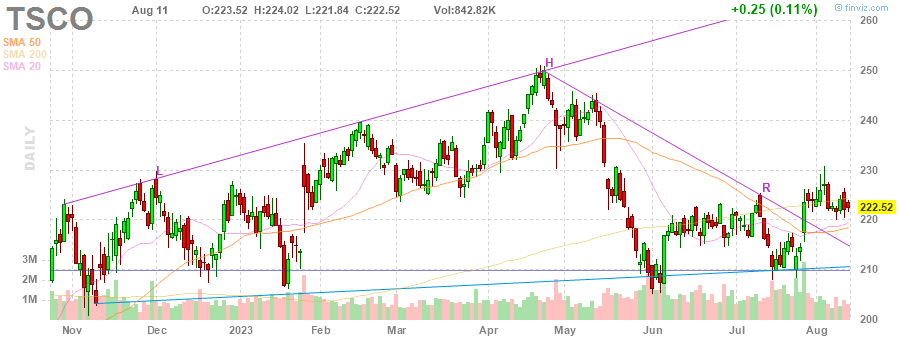 TSCO
Aug 11 O:223.52 H:224.02 L:221.84 C:222.52 Vol:842.82K +0.25 (0.11%)
© finviz.com
SMA 50
SMA 200
SMA 20
DAILY
260
250
240
230
222.52
220
210
200
3M
2M
1M
L
H
R
Nov Dec 2023 Feb Mar Apr May Jun Jul Aug